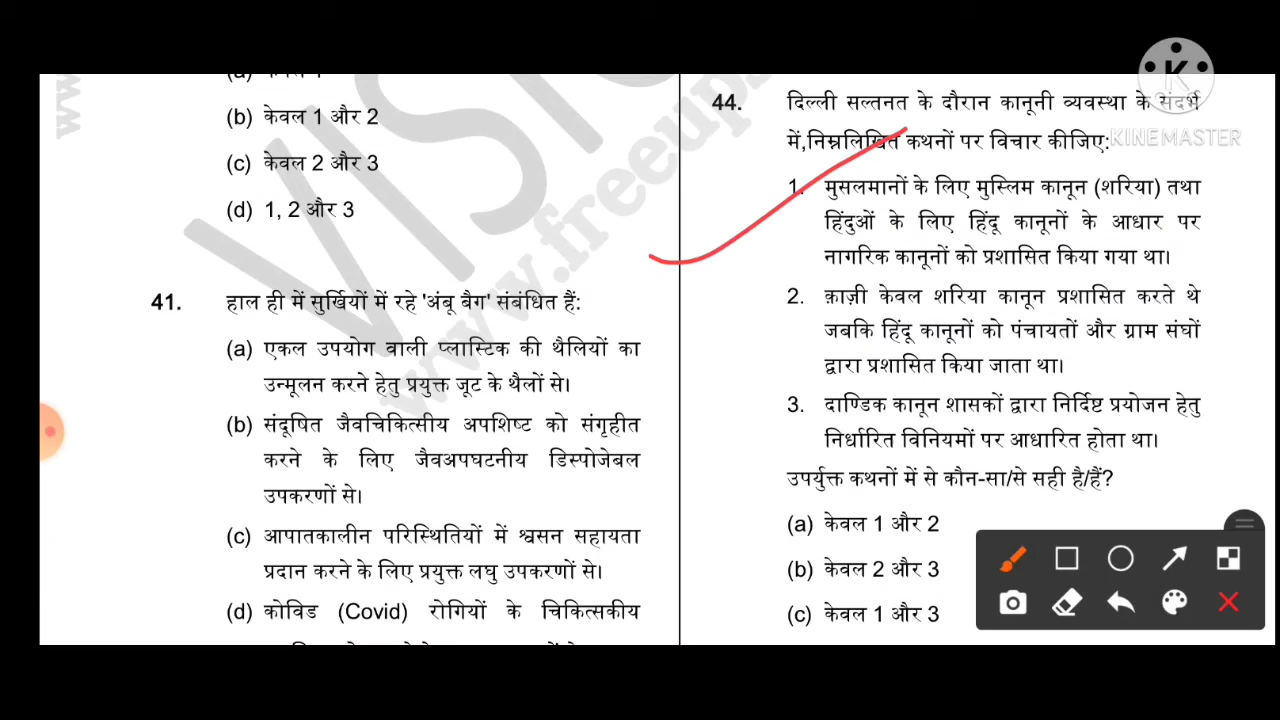 (b) केवल 1 और 2
(c) केवल 2 और 3
(d) 1, 2 और 3
41. हाल ही में सुर्खियों में रहे 'अंबू बैग' संबंधित हैं:
(a) एकल उपयोग वाली प्लास्टिक की थैलियों का
उन्मूलन करने हेतु प्रयुक्त जूट के थैलों से।
(b) संदूषित जैवचिकित्सीय अपशिष्ट को संगृहीत
करने के लिए जैवअपघटनीय डिस्पोजेबल
उपकरणों से।
(c) आपातकालीन परिस्थितियों में श्वसन सहायता
प्रदान करने के लिए प्रयुक्त लघु उपकरणों से।
(d) कोविड (Covid) रोगियों के चिकित्सकीय
44. दिल्ली सल्तनत के दौरान कानूनी व्यवस्था के संदर्भ
में,निम्नलिखित कथनों पर विचार कीजिए:
1. मुसलमानों के लिए मुस्लिम कानून (शरिया) तथा
हिंदुओं के लिए हिंदू कानूनों के आधार पर
नागरिक कानूनों को प्रशासित किया गया था।
2. क़ाज़ी केवल शरिया कानून प्रशासित करते थे
जबकि हिंदू कानूनों को पंचायतों और ग्राम संघों
द्वारा प्रशासित किया जाता था।
3. दाण्डिक कानून शासकों द्वारा निर्दिष्ट प्रयोजन हेतु
निर्धारित विनियमों पर आधारित होता था।
उपर्युक्त कथनों में से कौन-सा/से सही है/हैं?
(a) केवल 1 और 2
(b) केवल 2 और 3
(c) केवल 1 और 3
K
KINEMASTER
VISIO
www.freeup